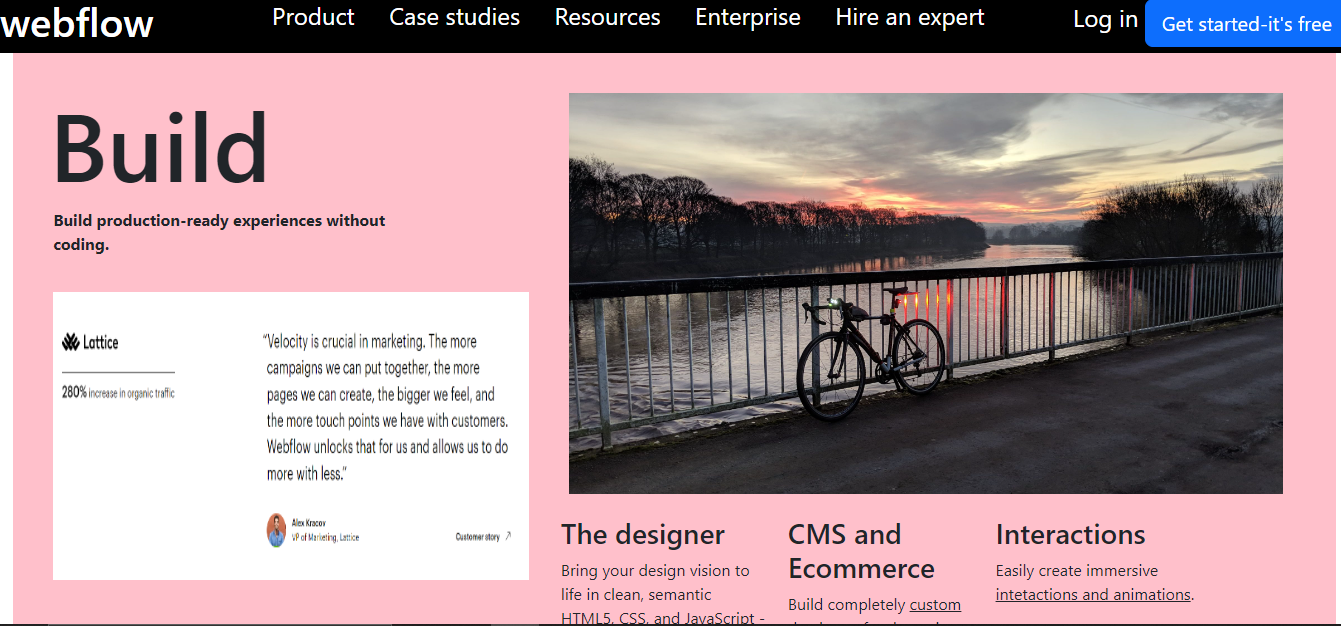 webflow
Product
Case studies
Resources
Enterprise
Hire an expert
Log in
Get started-it's free
Build
Build production-ready experiences without
coding.
Lattice
280% increase in organic traffic
“Velocity is crucial in marketing. The more
campaigns we can put together, the more
pages we can create, the bigger we feel, and
the more touch points we have with customers.
Webflow unlocks that for us and allows us to do
more with less.”
Alex Kracov
VP of Marketing, Lattice
Customer story
The designer
Bring your design vision to
life in clean, semantic
HTML5, CSS, and JavaScript -
CMS and
Ecommerce
Build completely custom
Interactions
Easily create immersive
intetactions and animations.